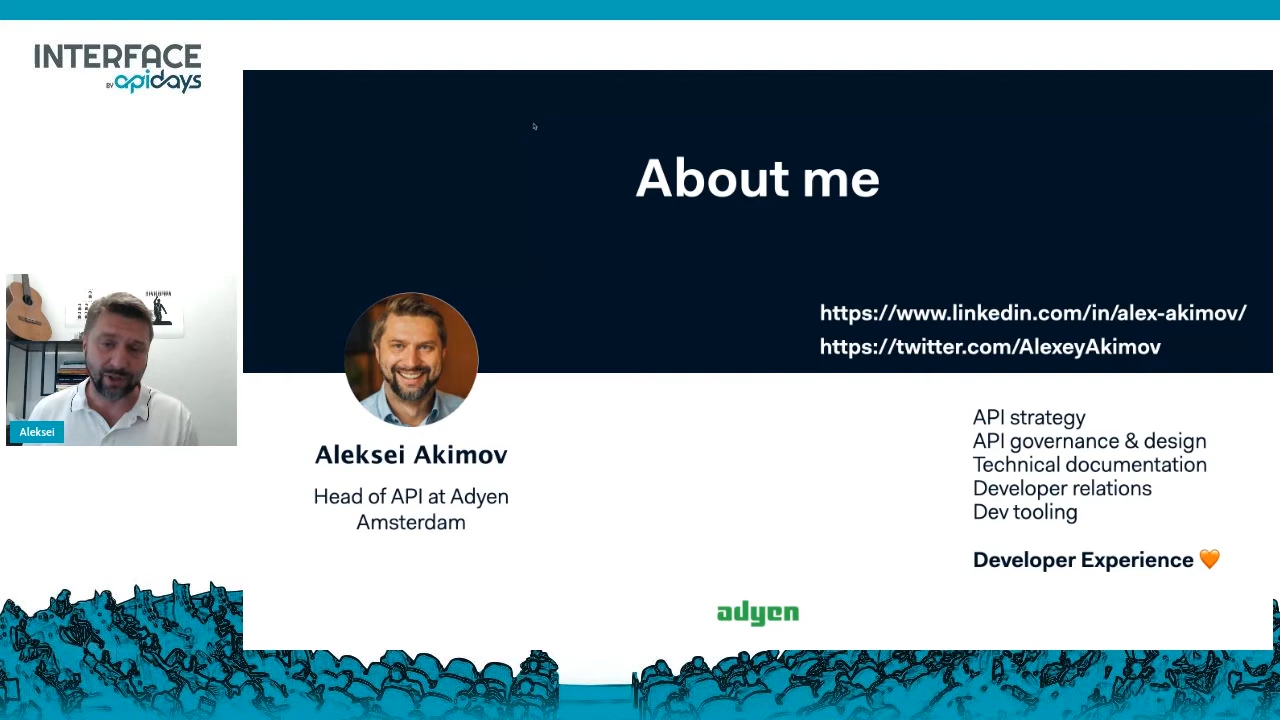 INTERFACE
BY apidays
About me
https://www.linkedin.com/in/alex-akimov/
https://twitter.com/AlexeyAkimov
Aleksei
Aleksei Akimov
Head of API at Adyen
Amsterdam
API strategy
API governance & design
Technical documentation
Developer relations
Dev tooling
Developer Experience 🧡
adyen